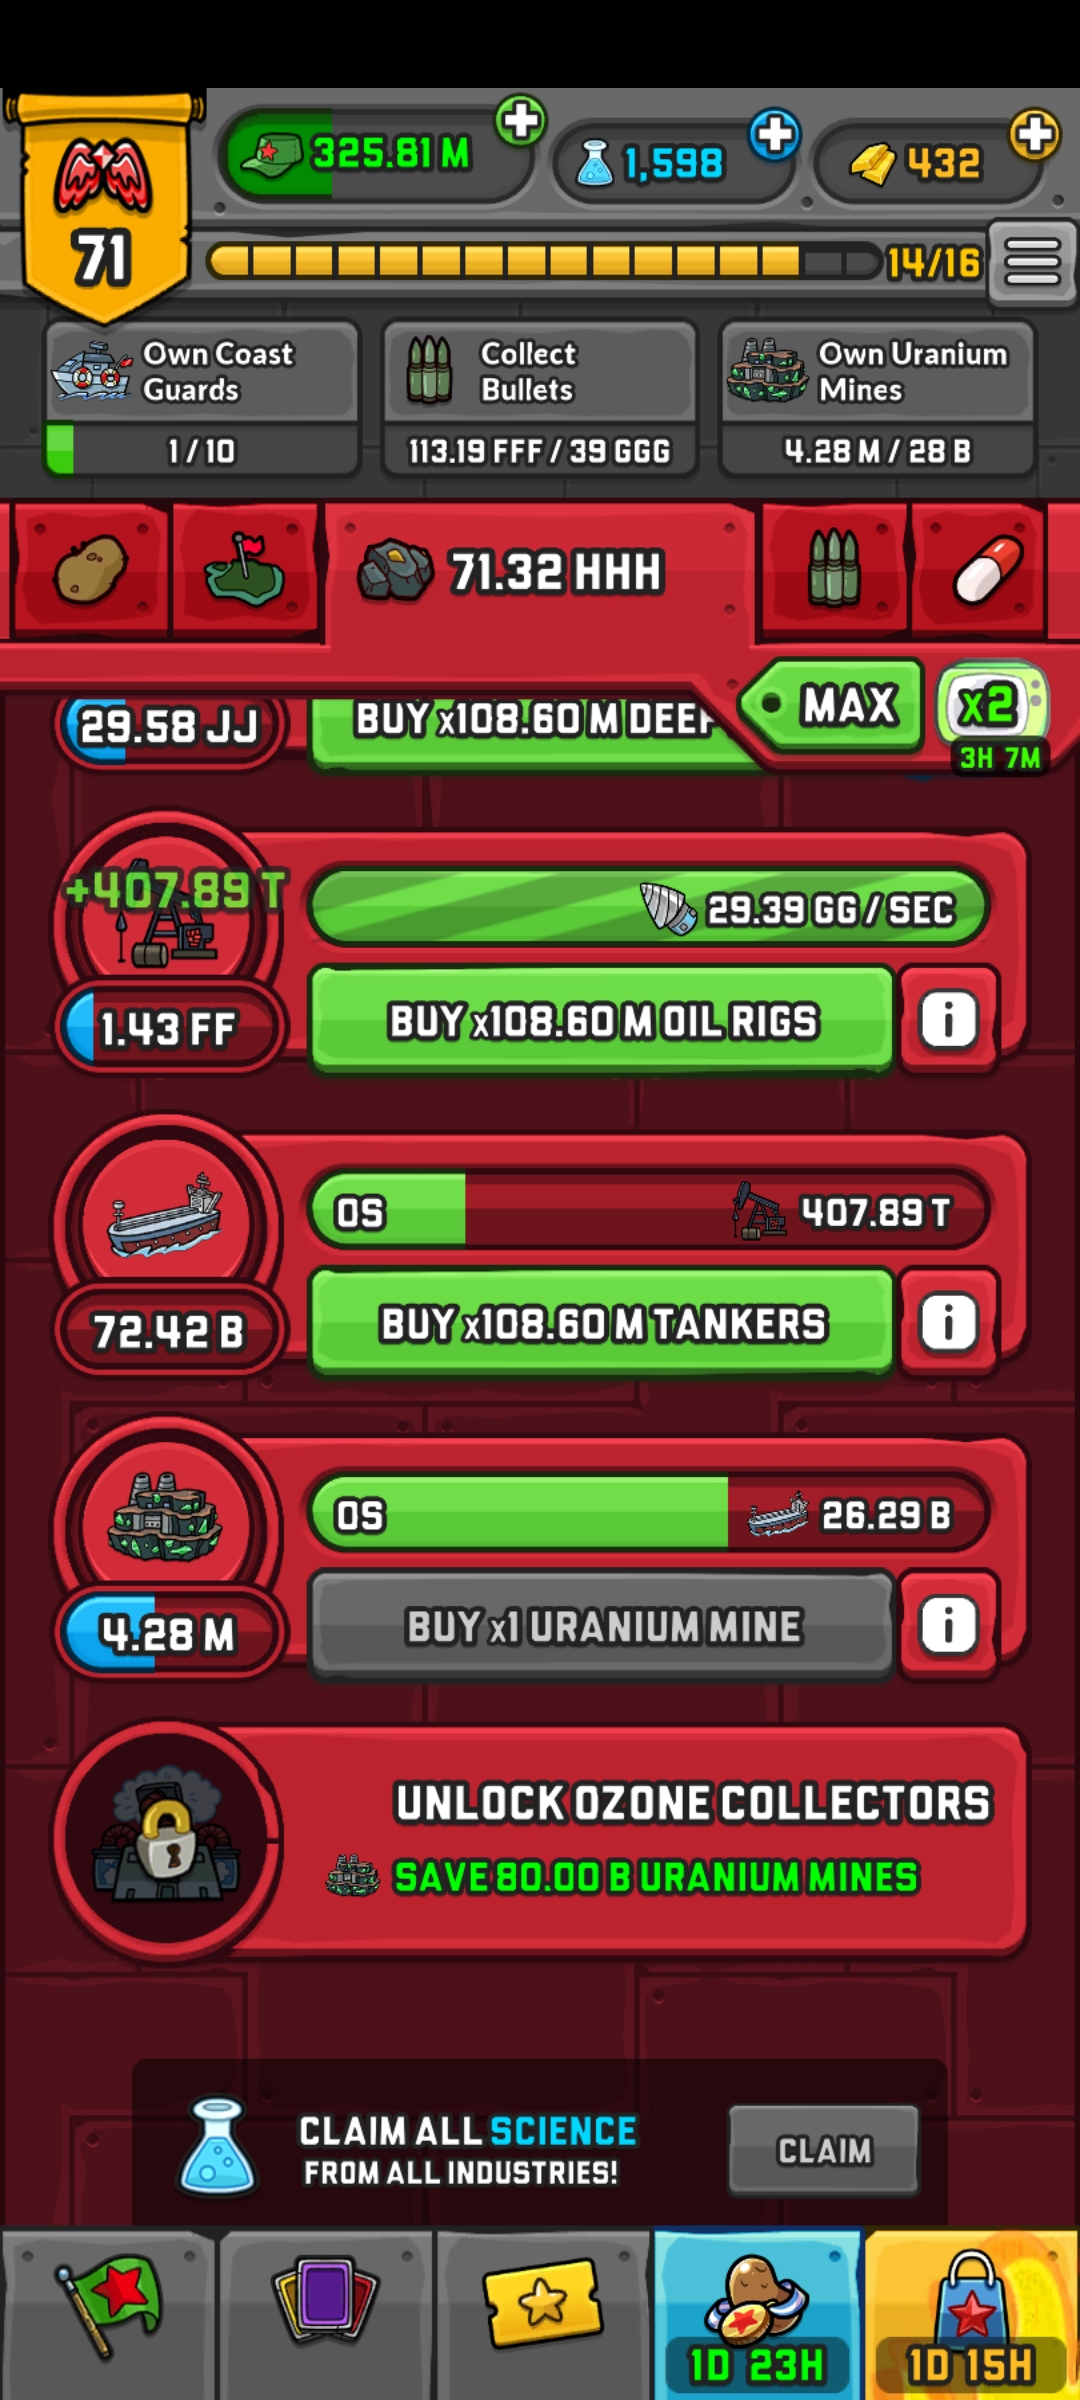 325.81 M
1,598
432
71
14/16
Own Coast
Guards
1 / 10
Collect
Bullets
113.19 FFF / 39 GGG
Own Uranium
Mines
4.28 M / 28 B
71.32 HHH
MAX
x2
3H 7M
29.58 JJ
BUY x108.60 M DEEP
+407.89 T
29.39 GG / SEC
1.43 FF
BUY x108.60 M OIL RIGS
i
0S
407.89 T
72.42 B
BUY x108.60 M TANKERS
i
0S
26.29 B
4.28 M
BUY x1 URANIUM MINE
i
UNLOCK OZONE COLLECTORS
SAVE 80.00 B URANIUM MINES
CLAIM ALL SCIENCE
FROM ALL INDUSTRIES!
CLAIM
1D 23H
1D 15H